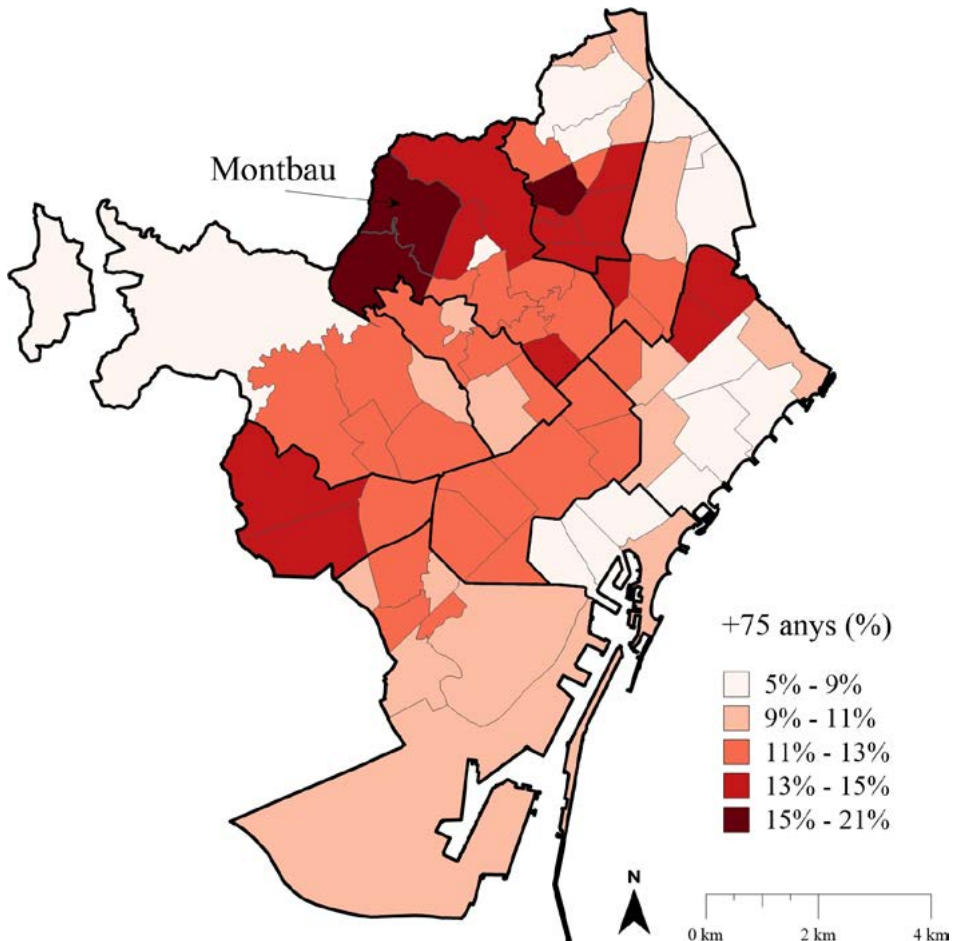 Montbau
+75 anys (%)
5% - 9%
9% - 11%
11% - 13%
13% - 15%
15% - 21%
N
0 km 2 km 4 km